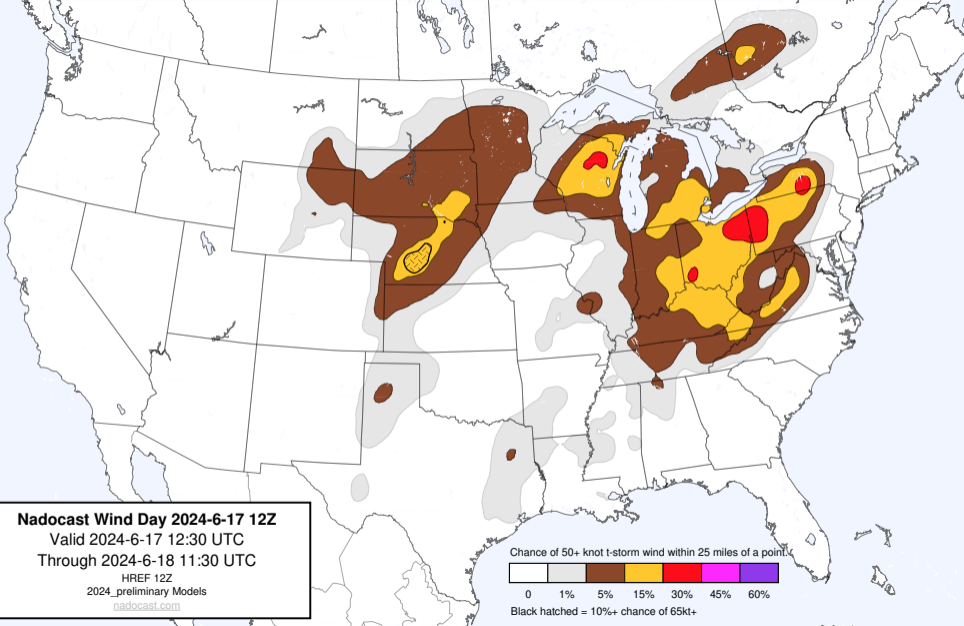 Nadocast Wind Day 2024-6-17 12Z
Valid 2024-6-17 12:30 UTC
Through 2024-6-18 11:30 UTC
HREF 12Z
2024_preliminary Models
nadocast.com
Chance of 50+ knot t-storm wind within 25 miles of a point.
0 1% 5% 15% 30% 45% 60%
Black hatched = 10%+ chance of 65kt+